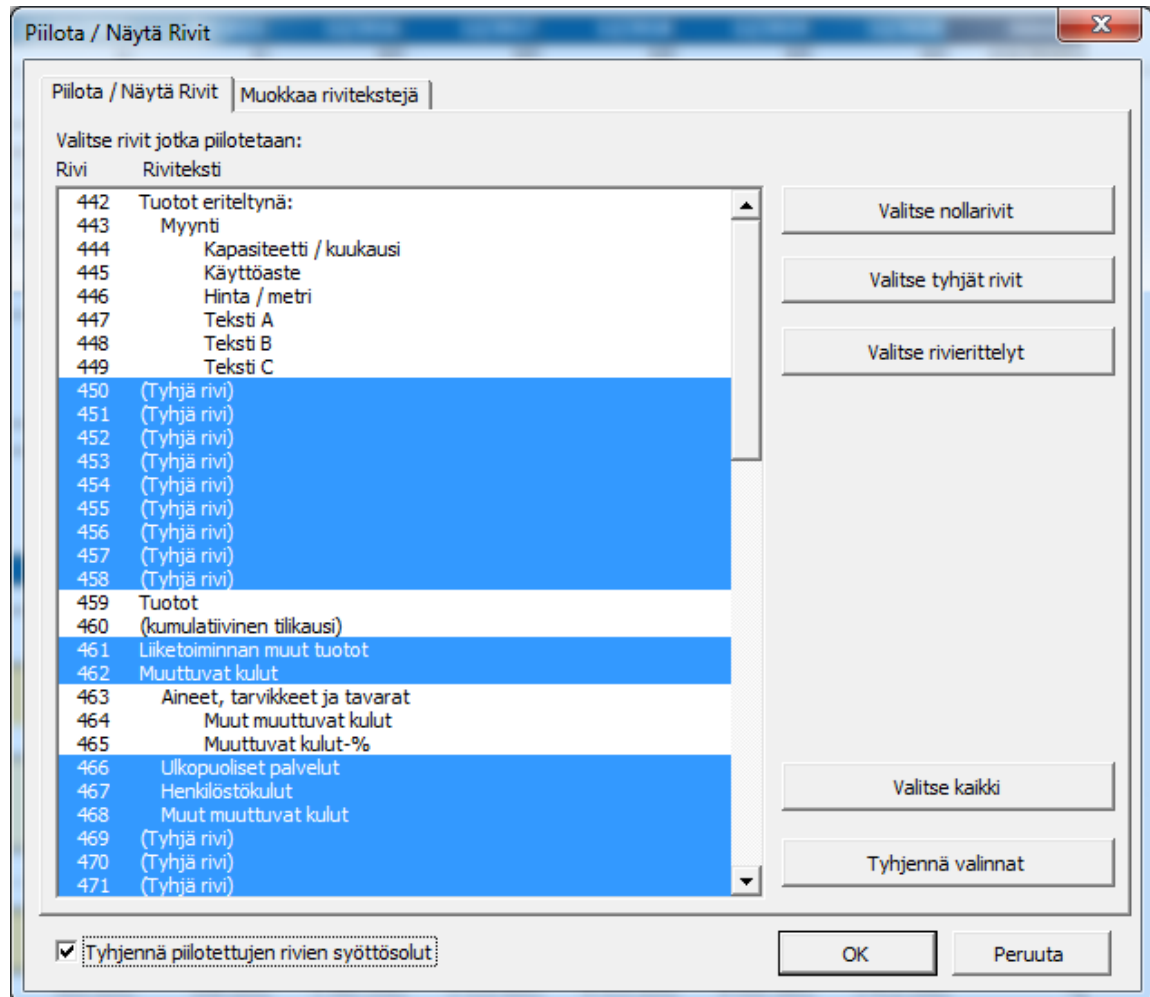 Piilota / Näytä Rivit
Piilota / Näytä Rivit Muokkaa rivitekstejä
Valitse rivit jotka piilotetaan:
Rivi Riviteksti
442 Tuotot eriteltynä:
443 Myynti
444 Kapasiteetti / kuukausi
445 Käyttöaste
446 Hinta / metri
447 Teksti A
448 Teksti B
449 Teksti C
450 (Tyhjä rivi)
451 (Tyhjä rivi)
452 (Tyhjä rivi)
453 (Tyhjä rivi)
454 (Tyhjä rivi)
455 (Tyhjä rivi)
456 (Tyhjä rivi)
457 (Tyhjä rivi)
458 (Tyhjä rivi)
459 Tuotot
460 (kumulatiivinen tilikausi)
461 Liiketoiminnan muut tuotot
462 Muuttuvat kulut
463 Aineet, tarvikkeet ja tavarat
464 Muut muuttuvat kulut
465 Muuttuvat kulut-%
466 Ulkopuoliset palvelut
467 Henkilöstökulut
468 Muut muuttuvat kulut
469 (Tyhjä rivi)
470 (Tyhjä rivi)
471 (Tyhjä rivi)
Valitse nollarivit
Valitse tyhjät rivit
Valitse rivierittelyt
Valitse kaikki
Tyhjennä valinnat
Tyhjennä piilotettujen rivien syöttösolut
OK Peruuta